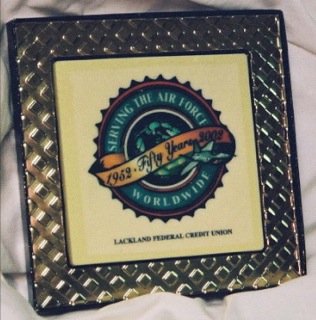 SERVING THE AIR FORCE
1952 · Fifty Years · 2002
WORLDWIDE
LACKLAND FEDERAL CREDIT UNION